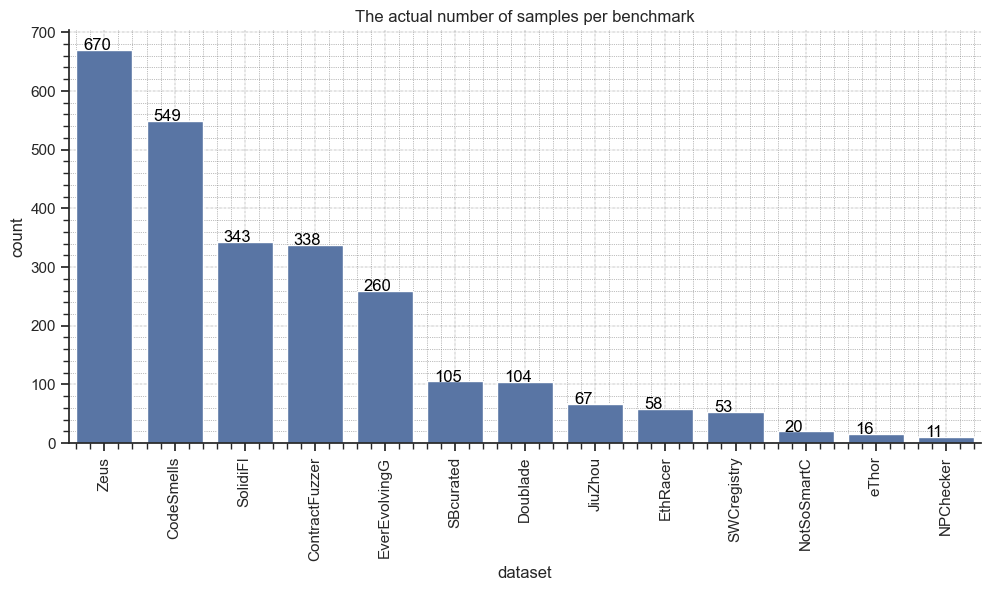 The actual number of samples per benchmark
count
700
600
500
400
300
200
100
0
670
549
343
338
260
105
104
67
58
53
20
16
11
Zeus
CodeSmells
SolidiFI
ContractFuzzer
EverEvolvingG
SBcurated
Doublade
JiuZhou
EthRacer
SWCregistry
NotSoSmartC
eThor
NPChecker
dataset